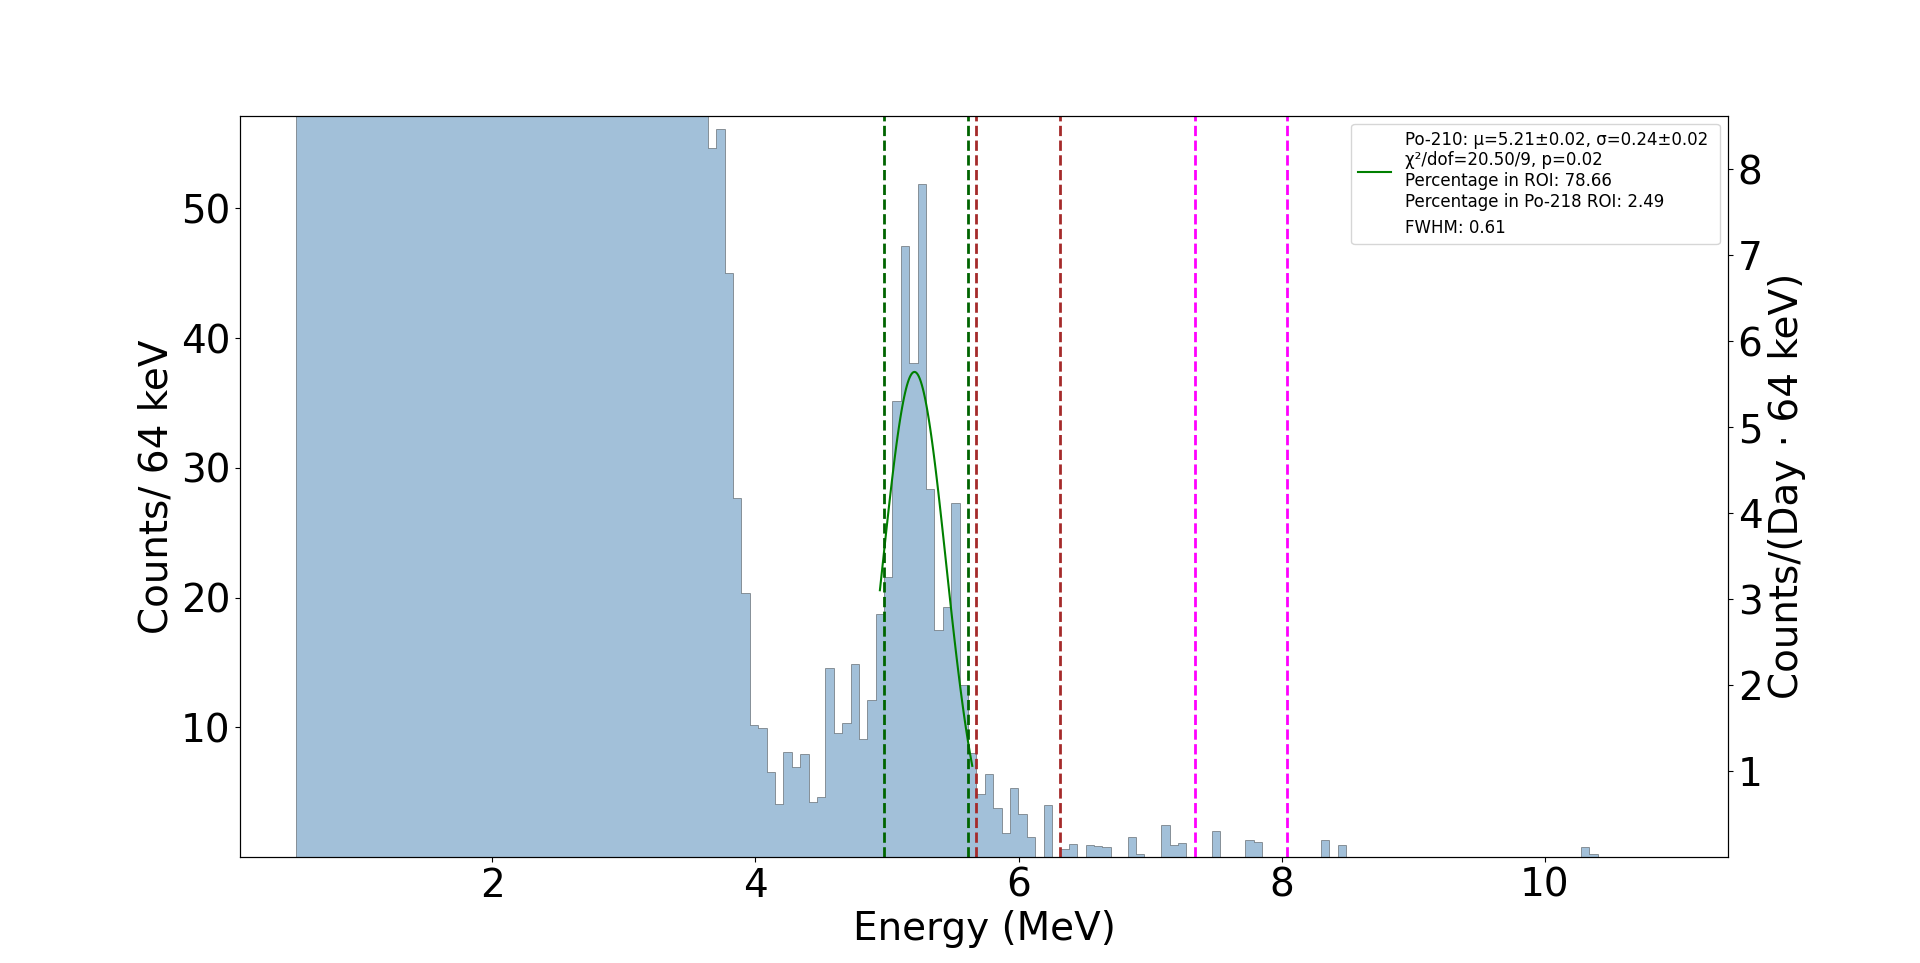 Po-210: μ=5.21±0.02, σ=0.24±0.02
χ²/dof=20.50/9, p=0.02
Percentage in ROI: 78.66
Percentage in Po-218 ROI: 2.49
FWHM: 0.61
50
40
30
20
10
Counts/ 64 keV
8
7
6
5
4
3
2
1
Counts/(Day · 64 keV)
2 4 6 8 10
Energy (MeV)